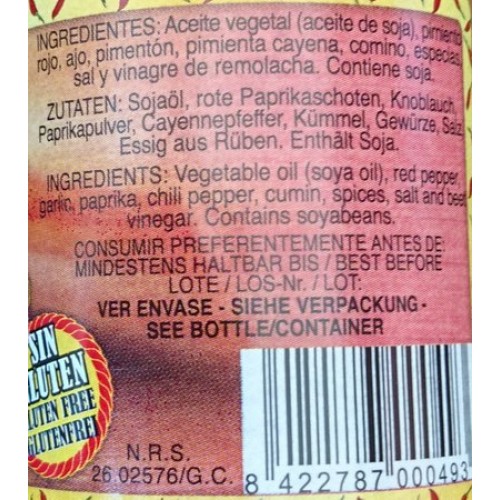 INGREDIENTES: Aceite vegetal (aceite de soja), pimiento
rojo, ajo, pimentón, pimienta cayena, comino, especias,
sal y vinagre de remolacha. Contiene soja.
ZUTATEN: Sojaöl, rote Paprikaschoten, Knoblauch,
Paprikapulver, Cayennepfeffer, Kümmel, Gewürze, Salz,
Essig aus Rüben. Enthält Soja.
INGREDIENTS: Vegetable oil (soya oil), red pepper,
garlin, paprika, chili pepper, cumin, spices, salt and beet
vinegar. Contains soyabeans.
CONSUMIR PREFERENTEMENTE ANTES DE:
MINDESTENS HALTBAR BIS / BEST BEFORE
LOTE / LOS-Nr. / LOT:
VER ENVASE - SIEHE VERPACKUNG -
SEE BOTTLE/CONTAINER
SIN
GLUTEN
GLUTEN FREE
GLUTENFREI
N.R.S.
26.02576/G.C.
8 422787 000493